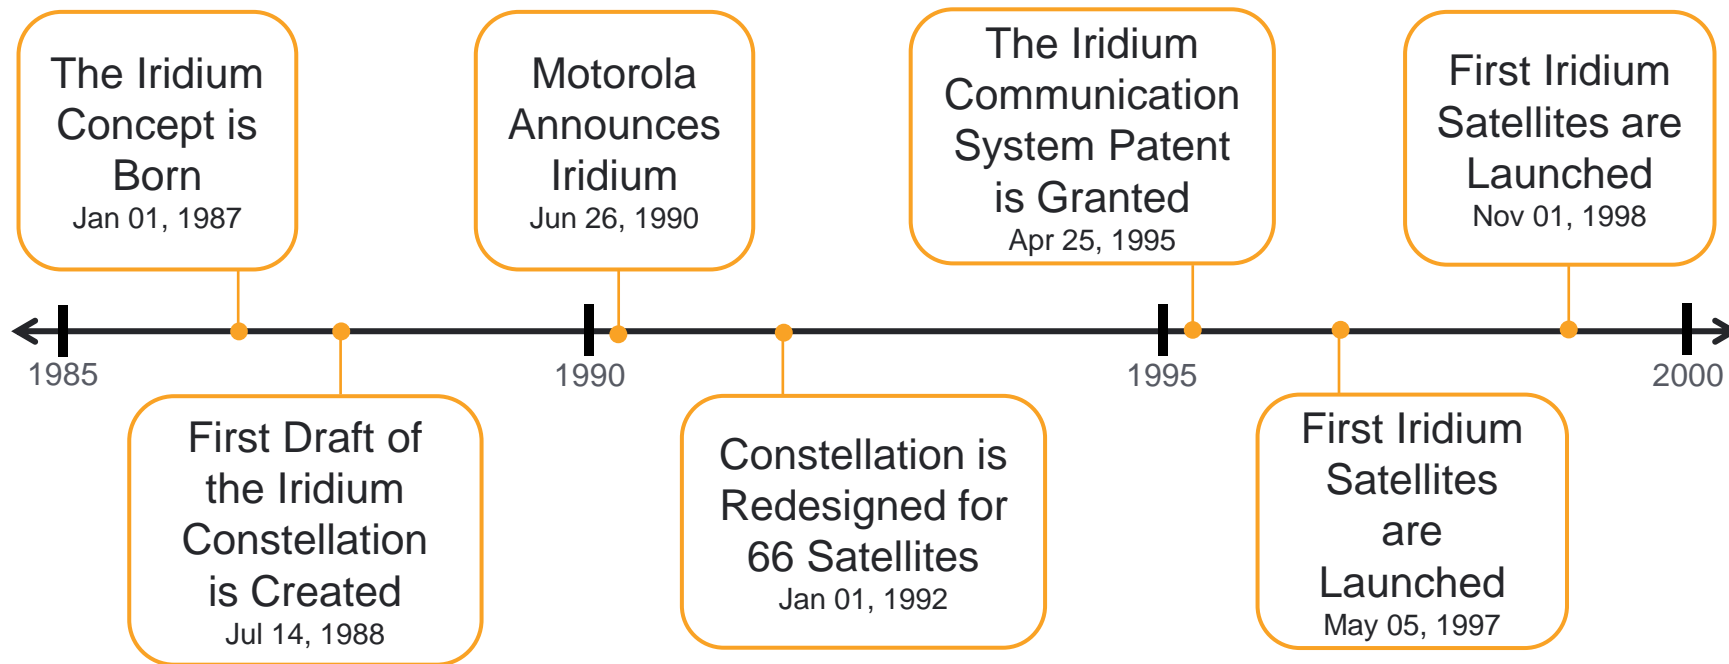 The Iridium
Concept is
Born
Jan 01, 1987
Motorola
Announces
Iridium
Jun 26, 1990
The Iridium
Communication
System Patent
is Granted
Apr 25, 1995
First Iridium
Satellites are
Launched
Nov 01, 1998
1985
1990
1995
2000
First Draft of
the Iridium
Constellation
is Created
Jul 14, 1988
Constellation is
Redesigned for
66 Satellites
Jan 01, 1992
First Iridium
Satellites
are
Launched
May 05, 1997